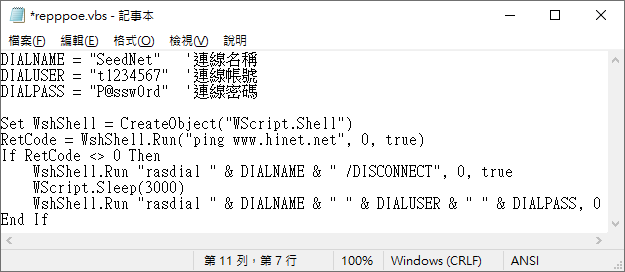 *repppoe.vbs - 記事本
檔案(F) 編輯(E) 格式(O) 檢視(V) 說明
DIALNAME = "SeedNet"   '連線名稱
DIALUSER = "t1234567"  '連線帳號
DIALPASS = "P@ssw0rd"  '連線密碼

Set WshShell = CreateObject("WScript.Shell")
RetCode = WshShell.Run("ping www.hinet.net", 0, true)
If RetCode <> 0 Then
    WshShell.Run "rasdial " & DIALNAME & " /DISCONNECT", 0, true
    WScript.Sleep(3000)
    WshShell.Run "rasdial " & DIALNAME & " " & DIALUSER & " " & DIALPASS, 0
End If
第 11 列，第 7 行 100% Windows (CRLF) ANSI